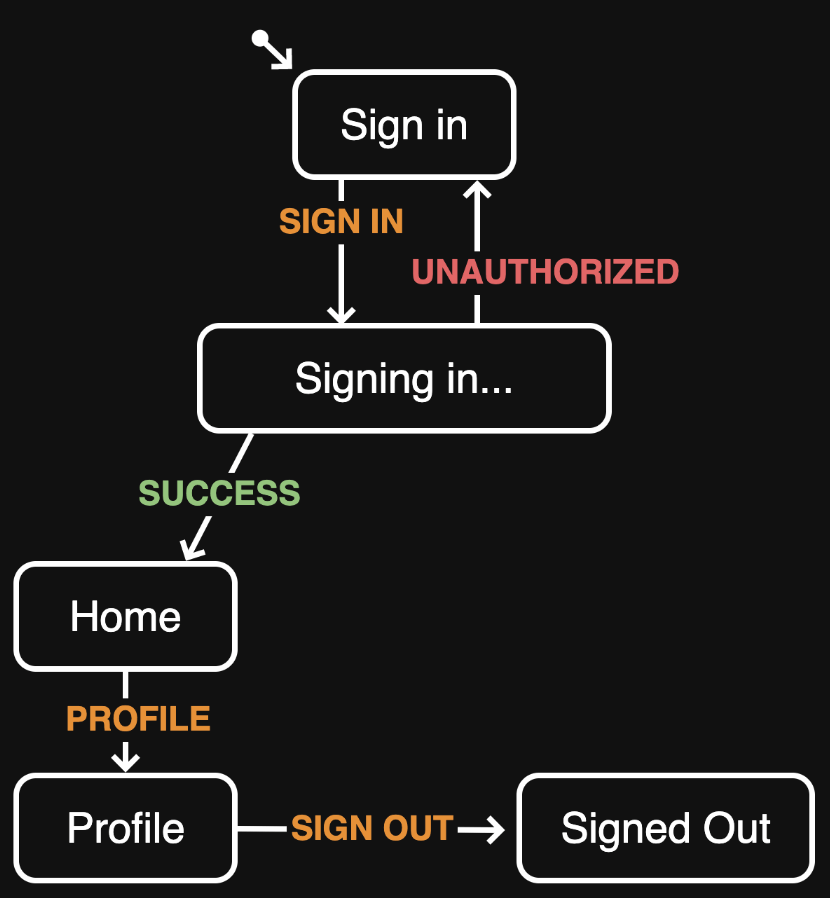 Sign in
SIGN IN
UNAUTHORIZED
Signing in...
SUCCESS
Home
PROFILE
Profile
SIGN OUT
Signed Out